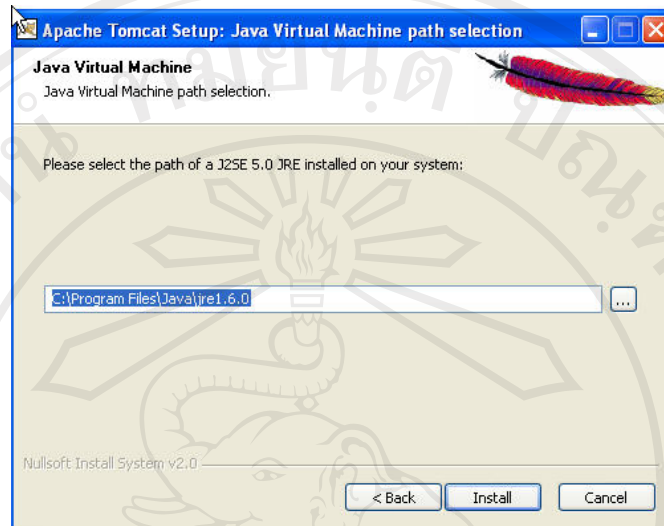 Apache Tomcat Setup: Java Virtual Machine path selection
Java Virtual Machine
Java Virtual Machine path selection.
Please select the path of a J2SE 5.0 JRE installed on your system:
C:\Program Files\Java\jre1.6.0
...
Nullsoft Install System v2.0
< Back
Install
Cancel